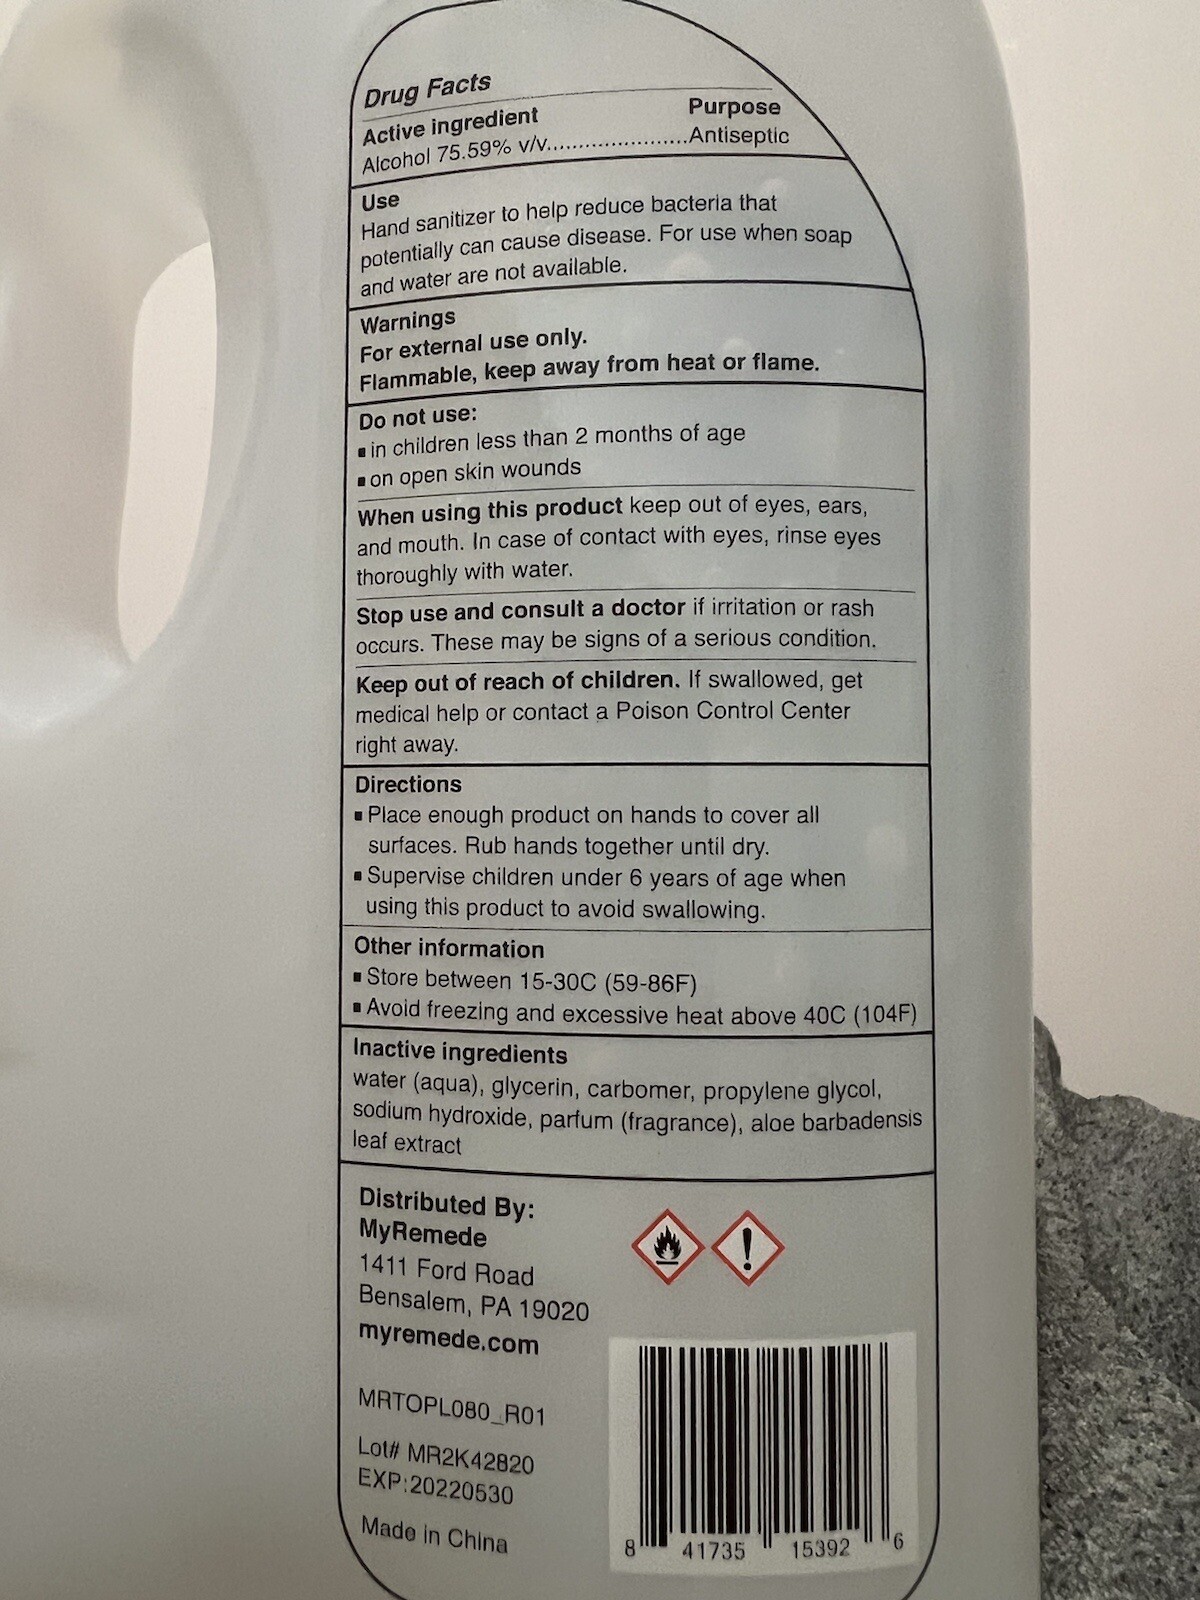 Drug Facts
Active ingredient Purpose
Alcohol 75.59% v/v......................Antiseptic
Use
Hand sanitizer to help reduce bacteria that
potentially can cause disease. For use when soap
and water are not available.
Warnings
For external use only.
Flammable, keep away from heat or flame.
Do not use:
▪ in children less than 2 months of age
▪ on open skin wounds
When using this product keep out of eyes, ears,
and mouth. In case of contact with eyes, rinse eyes
thoroughly with water.
Stop use and consult a doctor if irritation or rash
occurs. These may be signs of a serious condition.
Keep out of reach of children. If swallowed, get
medical help or contact a Poison Control Center
right away.
Directions
▪ Place enough product on hands to cover all
surfaces. Rub hands together until dry.
▪ Supervise children under 6 years of age when
using this product to avoid swallowing.
Other information
▪ Store between 15-30C (59-86F)
▪ Avoid freezing and excessive heat above 40C (104F)
Inactive ingredients
water (aqua), glycerin, carbomer, propylene glycol,
sodium hydroxide, parfum (fragrance), aloe barbadensis
leaf extract
Distributed By:
MyRemede
1411 Ford Road
Bensalem, PA 19020
myremede.com
MRTOPL080_R01
Lot# MR2K42820
EXP:20220530
Made in China
8 41735 15392 6